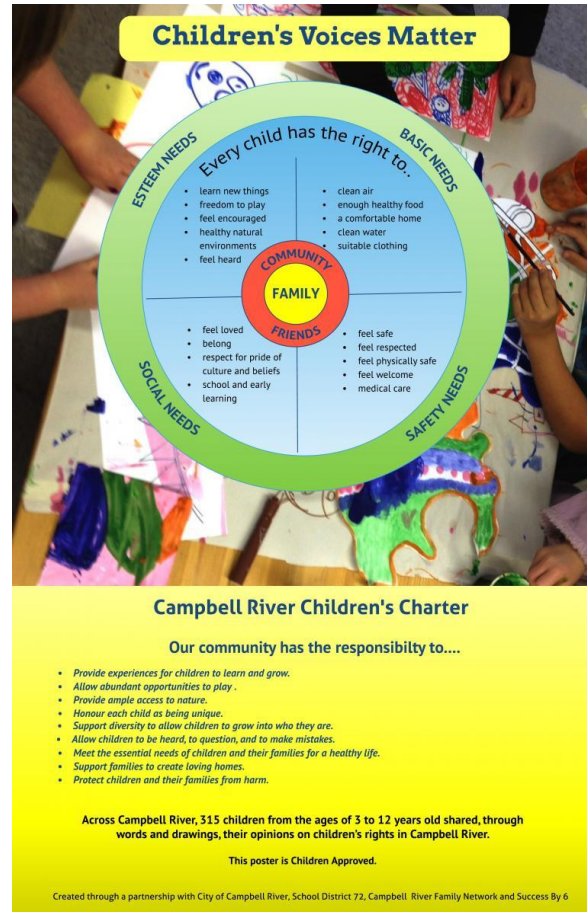 Children's Voices Matter
Every child has the right to..
ESTEEM NEEDS
• learn new things
• freedom to play
• feel encouraged
• healthy natural
environments
• feel heard
BASIC NEEDS
• clean air
• enough healthy food
• a comfortable home
• clean water
• suitable clothing
COMMUNITY
FAMILY
FRIENDS
SOCIAL NEEDS
• feel loved
• belong
• respect for pride of
culture and beliefs
• school and early
learning
SAFETY NEEDS
• feel safe
• feel respected
• feel physically safe
• feel welcome
• medical care
Campbell River Children's Charter
Our community has the responsibilty to....
• Provide experiences for children to learn and grow.
• Allow abundant opportunities to play .
• Provide ample access to nature.
• Honour each child as being unique.
• Support diversity to allow children to grow into who they are.
• Allow children to be heard, to question, and to make mistakes.
• Meet the essential needs of children and their families for a healthy life.
• Support families to create loving homes.
• Protect children and their families from harm.
Across Campbell River, 315 children from the ages of 3 to 12 years old shared, through
words and drawings, their opinions on children's rights in Campbell River.
This poster is Children Approved.
Created through a partnership with City of Campbell River, School District 72, Campbell River Family Network and Success By 6